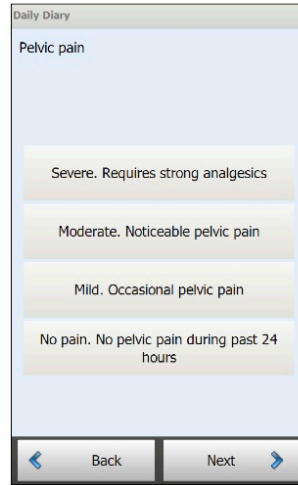 Daily Diary
Pelvic pain
Severe. Requires strong analgesics
Moderate. Noticeable pelvic pain
Mild. Occasional pelvic pain
No pain. No pelvic pain during past 24
hours
Back
Next